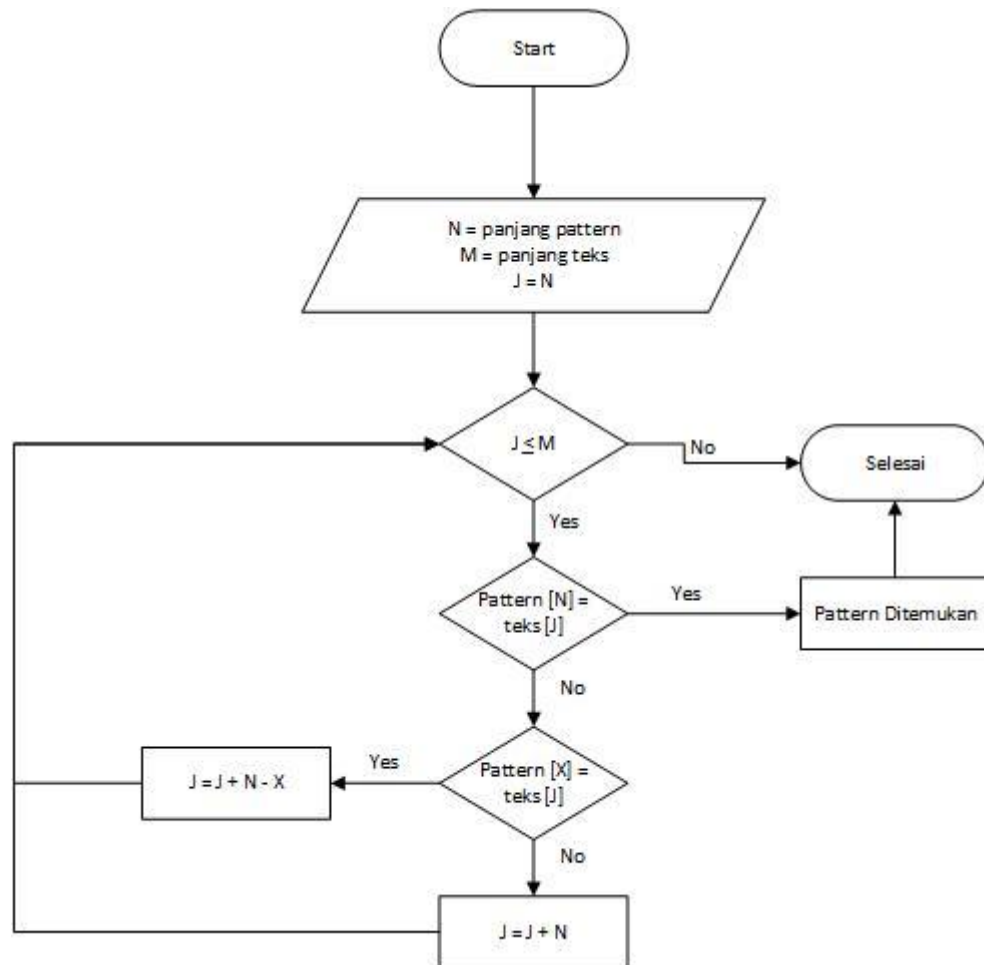 Start
N = panjang pattern
M = panjang teks
J = N
J ≤ M
No
Selesai
Yes
Pattern [N] =
teks [J]
Yes
Pattern Ditemukan
No
Pattern [X] =
teks [J]
Yes
J = J + N - X
No
J = J + N